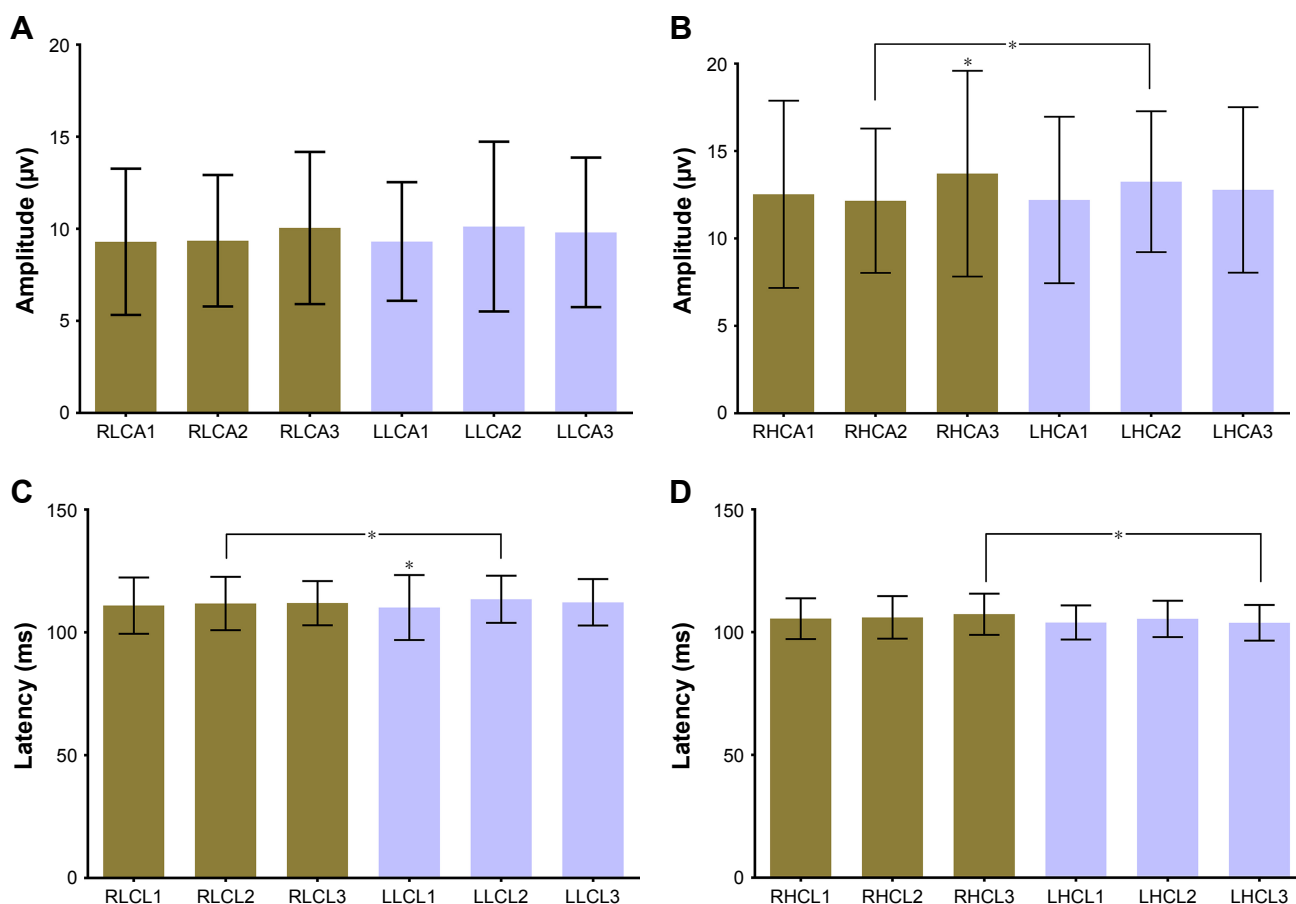 A
Amplitude (μv)
20
15
10
5
0
RLCA1 RLCA2 RLCA3 LLCA1 LLCA2 LLCA3
B
Amplitude (μv)
20
15
10
5
0
*
*
RHCA1 RHCA2 RHCA3 LHCA1 LHCA2 LHCA3
C
Latency (ms)
150
100
50
0
*
*
RLCL1 RLCL2 RLCL3 LLCL1 LLCL2 LLCL3
D
Latency (ms)
150
100
50
0
*
RHCL1 RHCL2 RHCL3 LHCL1 LHCL2 LHCL3